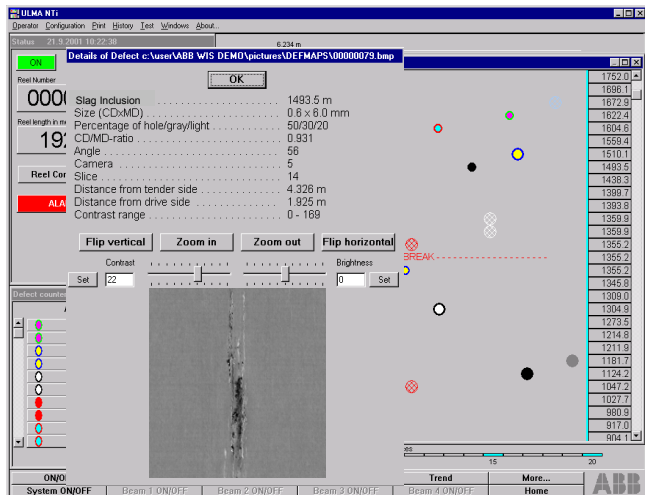 ULMA NTi
Operator Configuration Print History Test Windows About...
Status 21.9.2001 10:22:38
6.234 m
Details of Defect c:\user\ABB WIS DEMO\pictures\DEFMAPS\00000079.bmp
OK
ON
Reel Number
0000
Slag Inclusion . . . . . . . . . . . . . . . . . . 1493.5 m
Size (CDxMD) . . . . . . . . . . . . . . . . . . 0.6 x 6.0 mm
Percentage of hole/gray/light . . . . . . . 50/30/20
CD/MD-ratio . . . . . . . . . . . . . . . . . . . 0.931
Angle . . . . . . . . . . . . . . . . . . . . . . . . . 56
Camera . . . . . . . . . . . . . . . . . . . . . . . 5
Slice . . . . . . . . . . . . . . . . . . . . . . . . . 14
Distance from tender side . . . . . . . . . . 4.326 m
Distance from drive side . . . . . . . . . . . 1.925 m
Contrast range . . . . . . . . . . . . . . . . . . 0 - 169
Reel length in me
192
Reel Cor
ALA
Flip vertical Zoom in Zoom out Flip horizontal
Contrast Brightness
Set 22 0 Set
Defect counter
BREAK
1752.0
1696.1
1672.9
1622.4
1604.6
1559.4
1510.1
1493.5
1438.3
1399.7
1393.8
1359.9
1359.9
1355.2
1355.2
1355.2
1345.8
1309.0
1304.9
1273.5
1214.8
1211.9
1181.7
1124.2
1047.2
1027.7
980.9
917.0
904.1
15 20
ON/O Trend More...
System ON/OFF Beam 1 ON/OFF Beam 2 ON/OFF Beam 3 ON/OFF Beam 4 ON/OFF Home
ABB